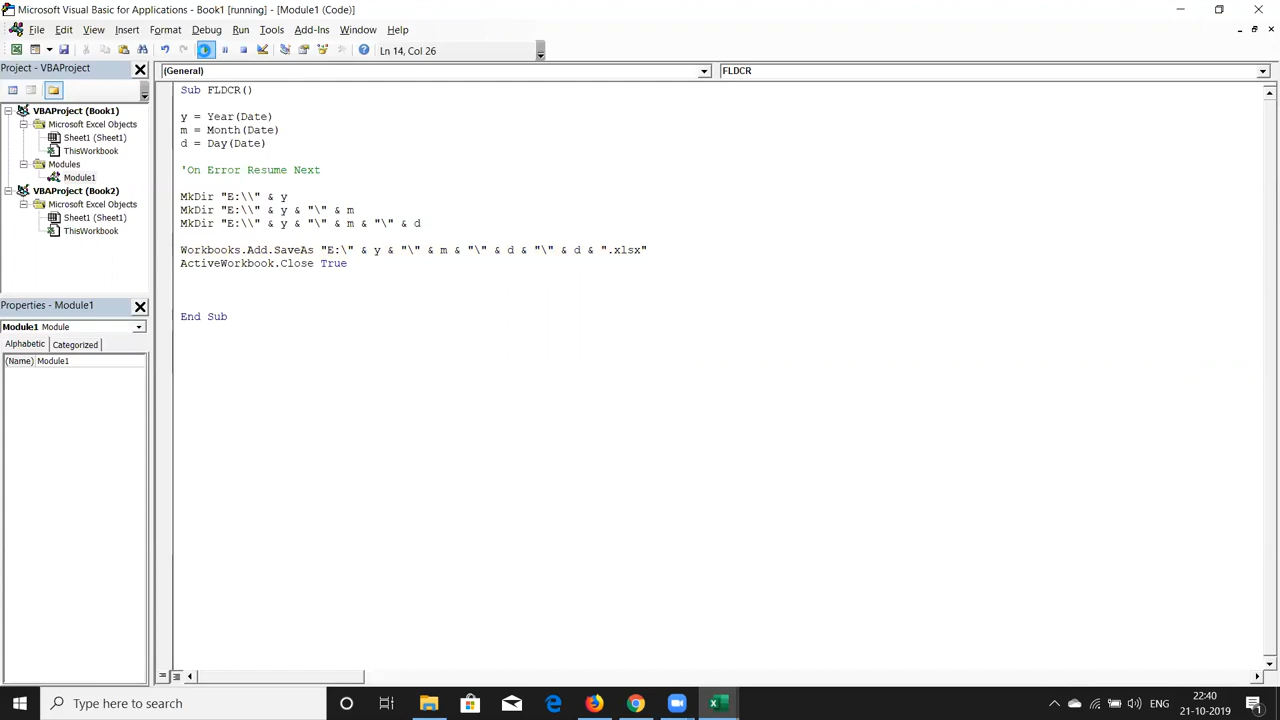 Microsoft Visual Basic for Applications - Book1 [running] - [Module1 (Code)]
File Edit View Insert Format Debug Run Tools Add-Ins Window Help
Ln 14, Col 26
Project - VBAProject
(General)
FLDCR
VBAProject (Book1)
Microsoft Excel Objects
Sheet1 (Sheet1)
ThisWorkbook
Modules
Module1
VBAProject (Book2)
Microsoft Excel Objects
Sheet1 (Sheet1)
ThisWorkbook
Properties - Module1
Module1 Module
Alphabetic Categorized
(Name) Module1
Sub FLDCR()
y = Year(Date)
m = Month(Date)
d = Day(Date)
'On Error Resume Next
MkDir "E:\\" & y
MkDir "E:\\" & y & "\" & m
MkDir "E:\\" & y & "\" & m & "\" & d
Workbooks.Add.SaveAs "E:\" & y & "\" & m & "\" & d & "\" & d & ".xlsx"
ActiveWorkbook.Close True
End Sub
Type here to search
ENG
22:40
21-10-2019
1